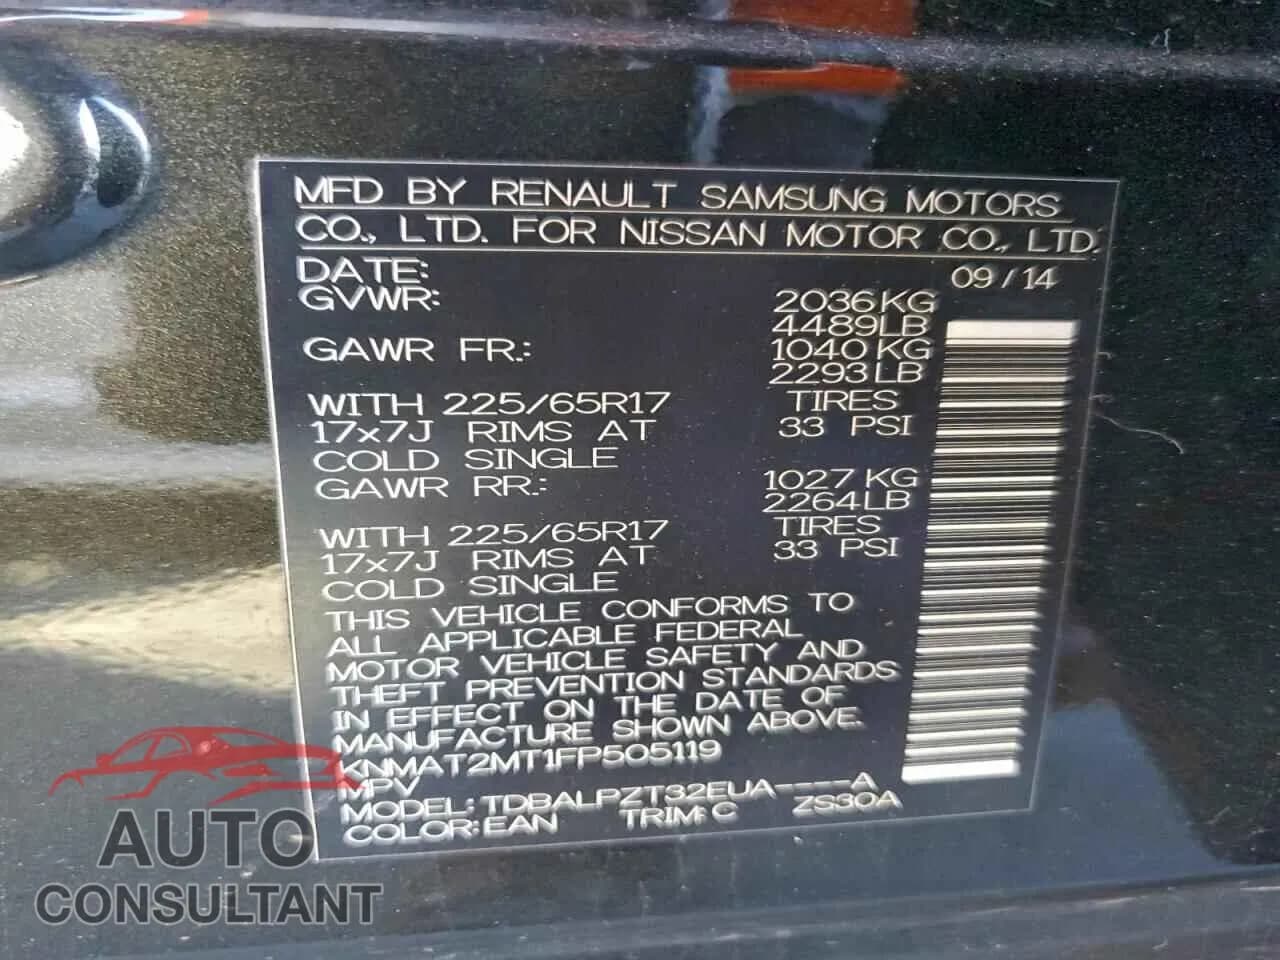 MFD BY RENAULT SAMSUNG MOTORS
CO., LTD. FOR NISSAN MOTOR CO., LTD.
DATE: 09/14
GVWR: 2036KG
4489LB
GAWR FR.: 1040KG
2293LB
WITH 225/65R17 TIRES
17x7J RIMS AT 33 PSI
COLD SINGLE
GAWR RR.: 1027KG
2264LB
WITH 225/65R17 TIRES
17x7J RIMS AT 33 PSI
COLD SINGLE
THIS VEHICLE CONFORMS TO
ALL APPLICABLE FEDERAL
MOTOR VEHICLE SAFETY AND
THEFT PREVENTION STANDARDS
IN EFFECT ON THE DATE OF
MANUFACTURE SHOWN ABOVE.
KNMAT2MT1FP505119
MPV
MODEL: TDBALPZT32EUA----A
COLOR: EAN TRIM: C ZS30A
AUTO
CONSULTANT